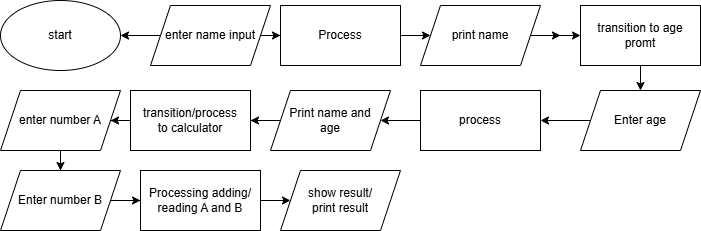 start
enter name input
Process
print name
transition to age
promt
enter number A
transition/process
to calculator
Print name and
age
process
Enter age
Enter number B
Processing adding/
reading A and B
show result/
print result